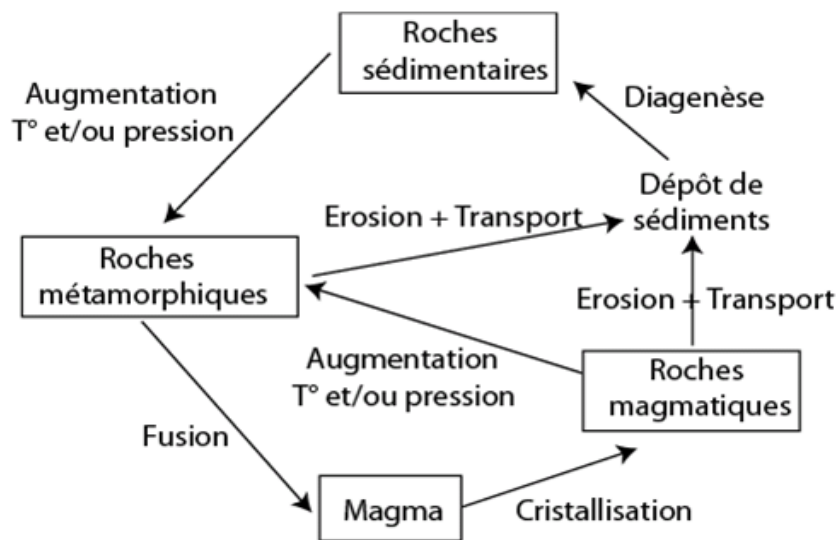 Roches
sédimentaires
Augmentation
T° et/ou pression
Diagenèse
Dépôt de
sédiments
Erosion + Transport
Roches
métamorphiques
Erosion + Transport
Augmentation
T° et/ou pression
Roches
magmatiques
Fusion
Magma
Cristallisation